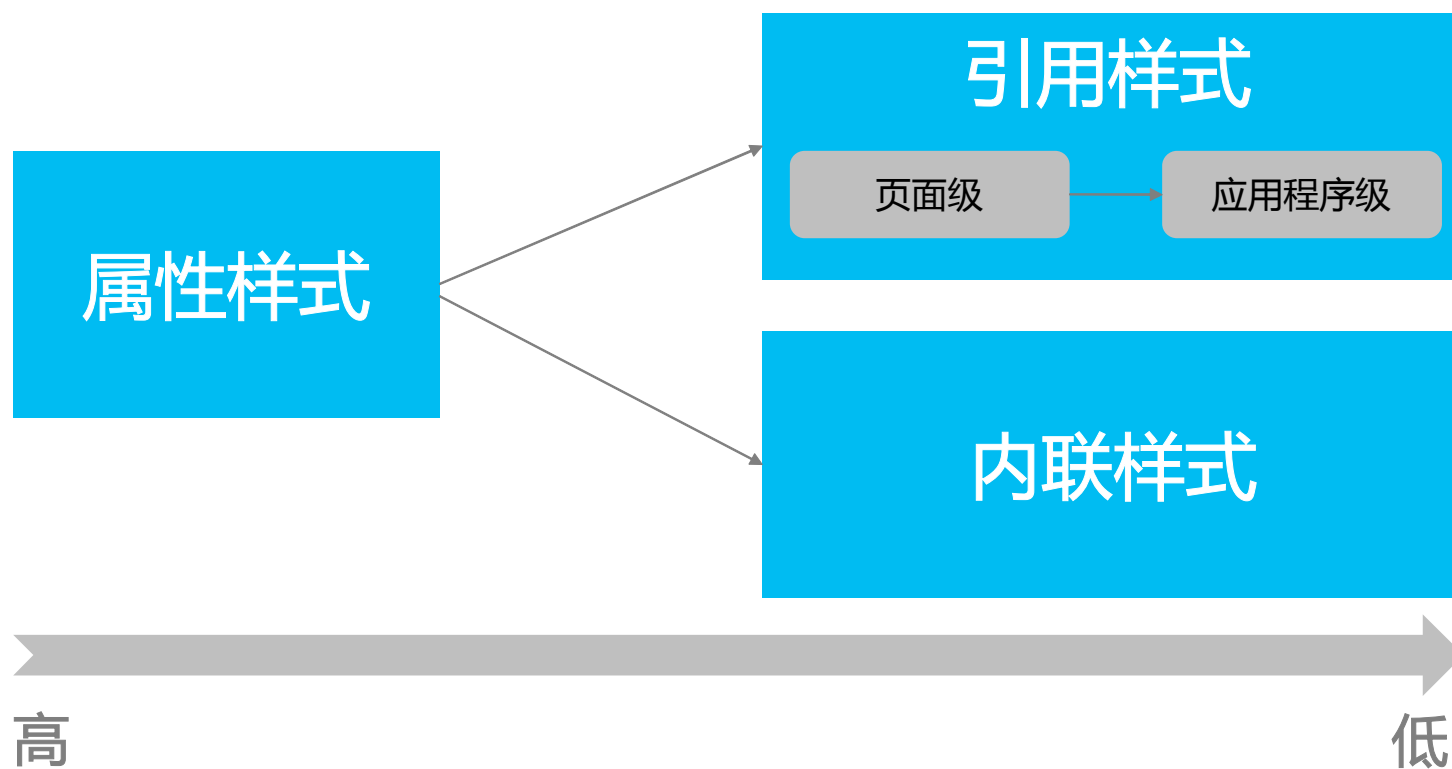 引用样式
页面级
应用程序级
属性样式
内联样式
高
低